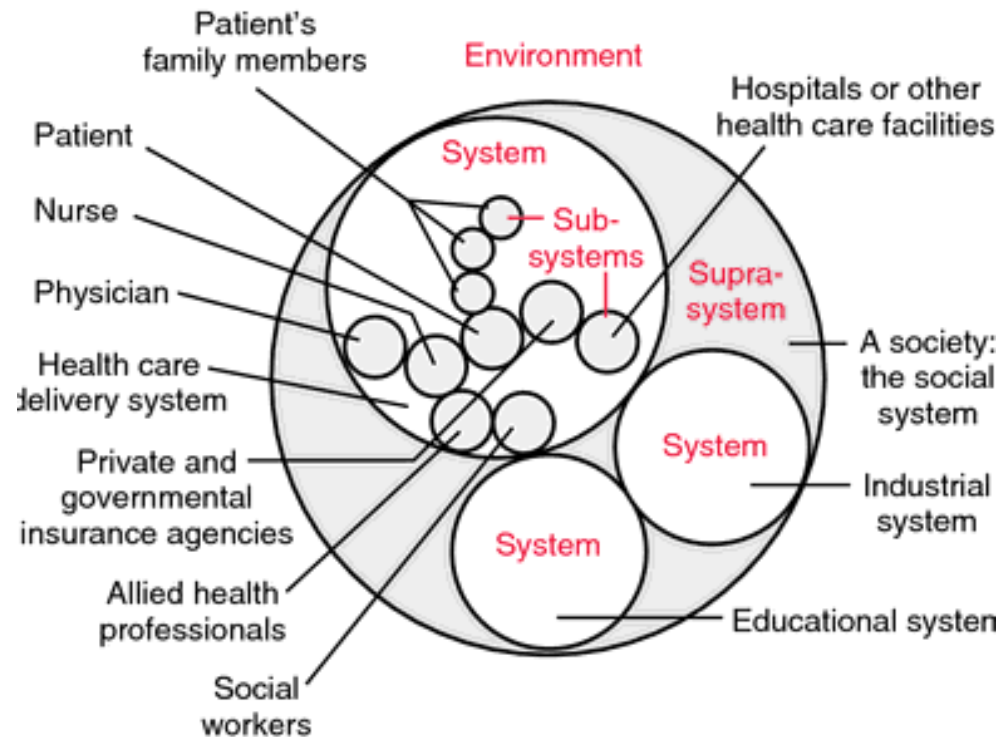 Patient's
family members
Environment
Hospitals or other
health care facilities
Patient
System
Nurse
Sub-
systems
Supra-
system
Physician
A society:
the social
system
Health care
delivery system
System
Private and
governmental
insurance agencies
Industrial
system
System
Allied health
professionals
Educational system
Social
workers